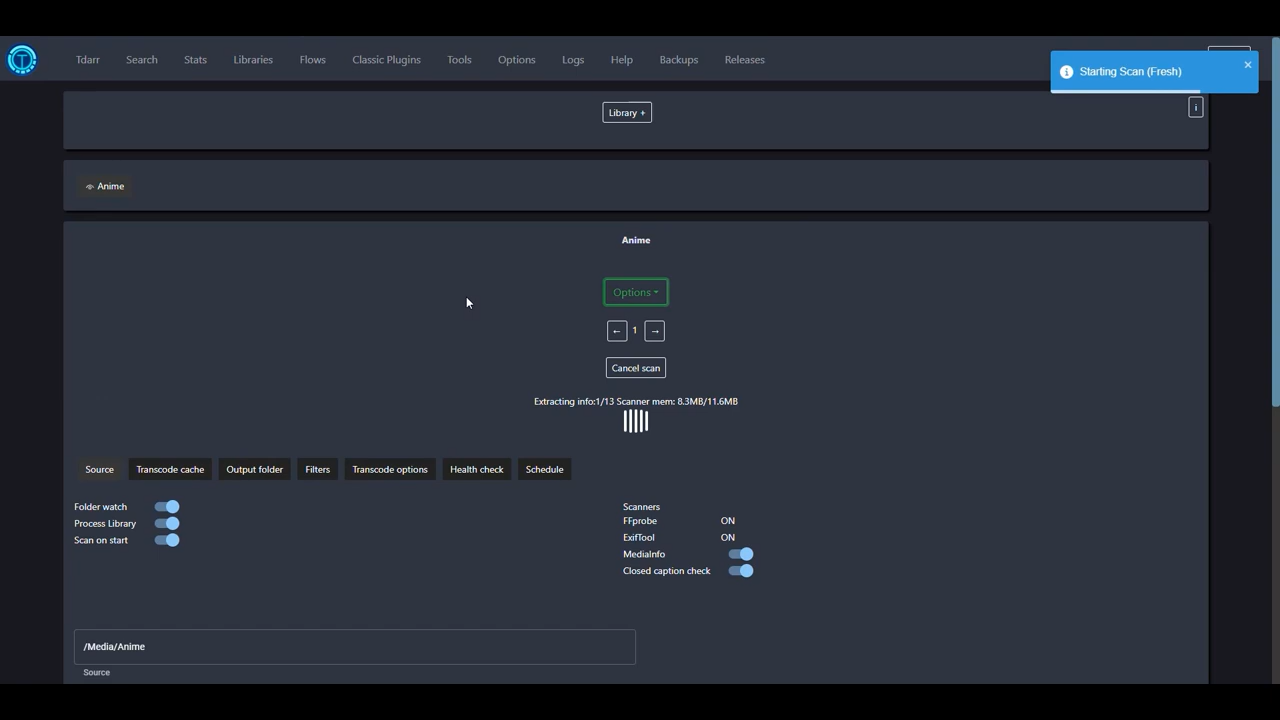 Tdarr Search Stats Libraries Flows Classic Plugins Tools Options Logs Help Backups Releases
Starting Scan (Fresh)
Library +
i
Anime
Anime
Options
← 1 →
Cancel scan
Extracting info:1/13 Scanner mem: 8.3MB/11.6MB
Source Transcode cache Output folder Filters Transcode options Health check Schedule
Folder watch
Process Library
Scan on start
Scanners
FFprobe ON
ExifTool ON
MediaInfo
Closed caption check
/Media/Anime
Source